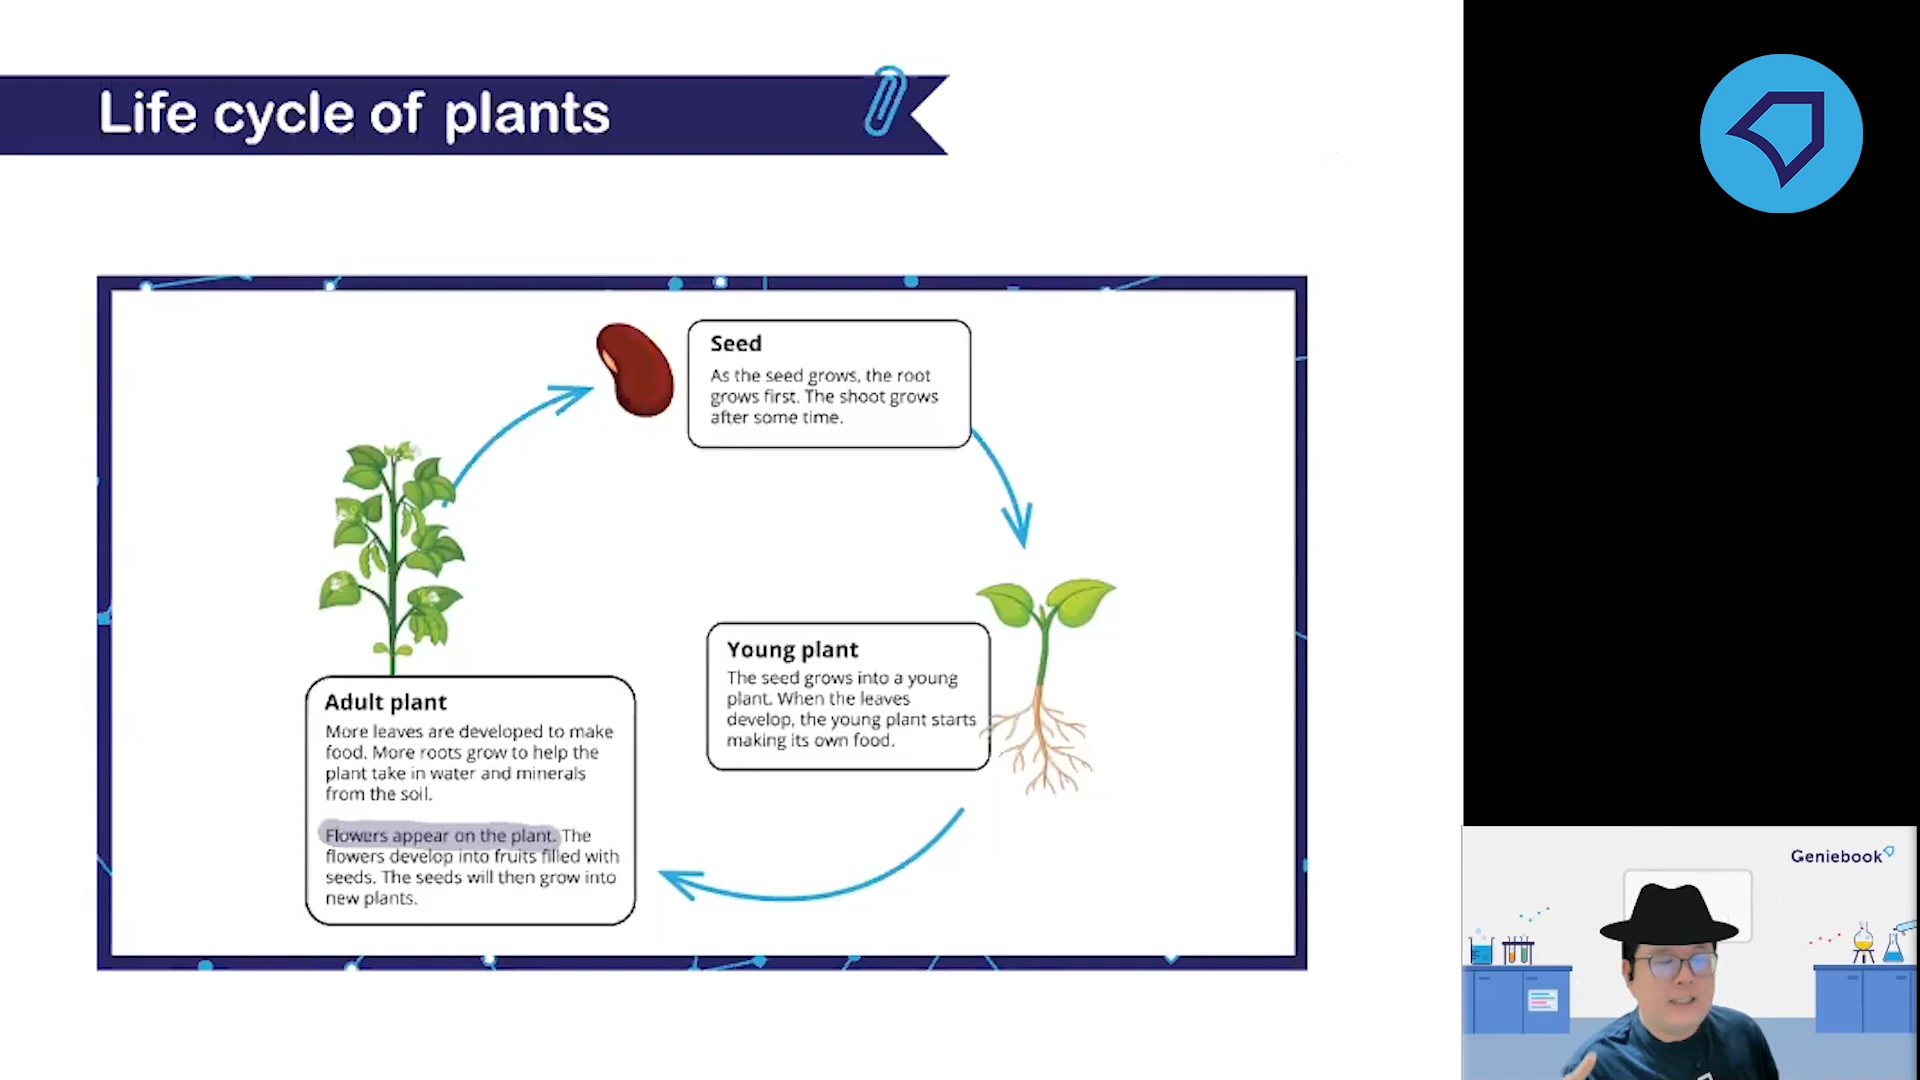 Life cycle of plants
Seed
As the seed grows, the root
grows first. The shoot grows
after some time.
Young plant
The seed grows into a young
plant. When the leaves
develop, the young plant starts
making its own food.
Adult plant
More leaves are developed to make
food. More roots grow to help the
plant take in water and minerals
from the soil.
Flowers appear on the plant. The
flowers develop into fruits filled with
seeds. The seeds will then grow into
new plants.
Geniebook